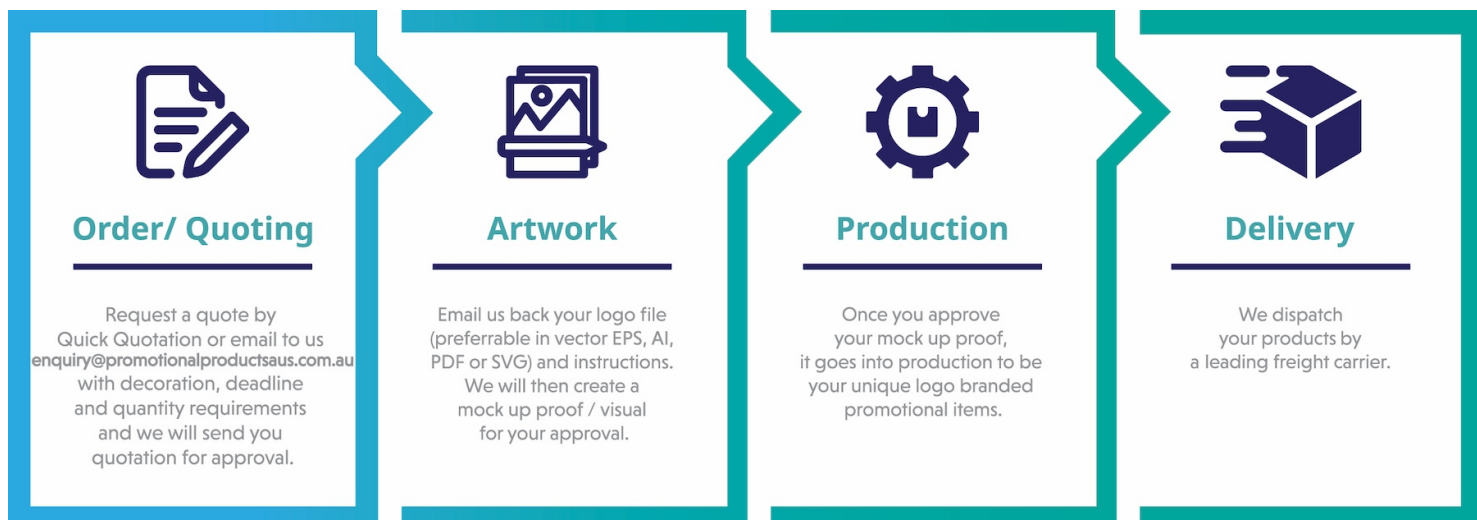 Order/ Quoting
Request a quote by
Quick Quotation or email to us
enquiry@promotionalproductsaus.com.au
with decoration, deadline
and quantity requirements
and we will send you
quotation for approval.
Artwork
Email us back your logo file
(preferrable in vector EPS, AI,
PDF or SVG) and instructions.
We will then create a
mock up proof / visual
for your approval.
Production
Once you approve
your mock up proof,
it goes into production to be
your unique logo branded
promotional items.
Delivery
We dispatch
your products by
a leading freight carrier.